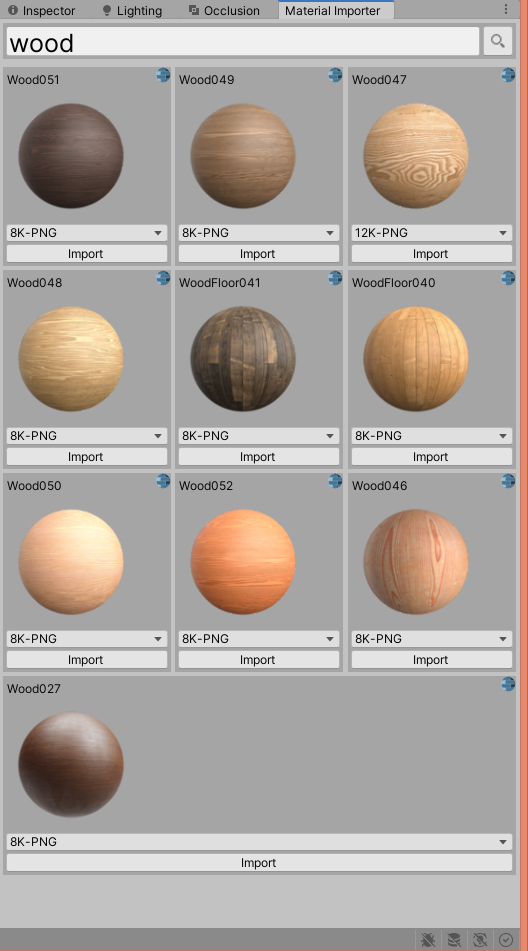 Inspector Lighting Occlusion Material Importer
wood
Wood051 Wood049 Wood047
8K-PNG 8K-PNG 12K-PNG
Import Import Import
Wood048 WoodFloor041 WoodFloor040
8K-PNG 8K-PNG 8K-PNG
Import Import Import
Wood050 Wood052 Wood046
8K-PNG 8K-PNG 8K-PNG
Import Import Import
Wood027
8K-PNG
Import